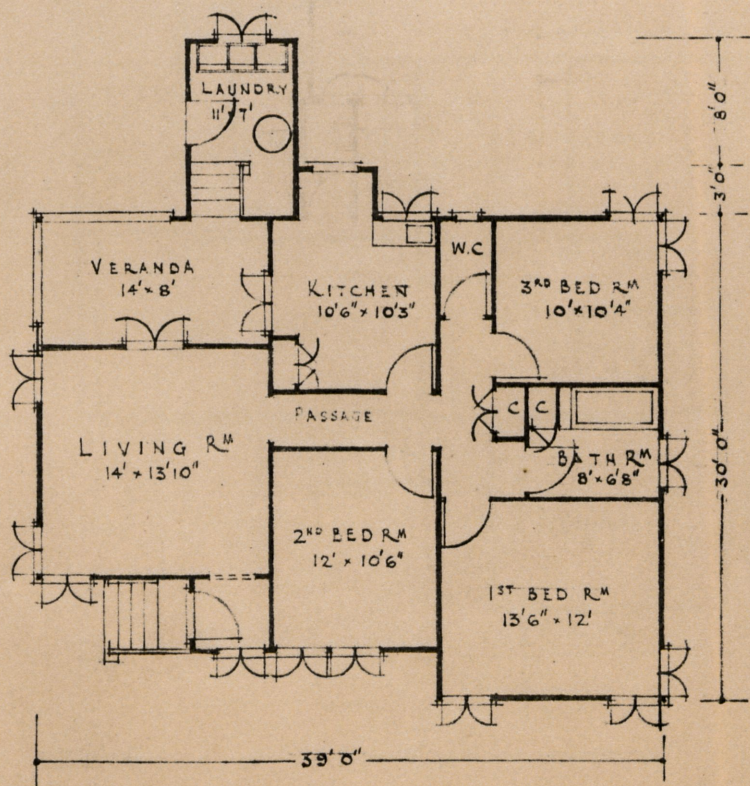 LAUNDRY
11' × 7'
8'0"
3'0"
W.C
VERANDA
14' × 8'
KITCHEN
10'6" × 10'3"
3RD BED RM
10' × 10'4"
C C
PASSAGE
LIVING RM
14' × 13'10"
BATH RM
8' × 6'8"
30'0"
2ND BED RM
12' × 10'6"
1ST BED RM
13'6" × 12'
39'0"